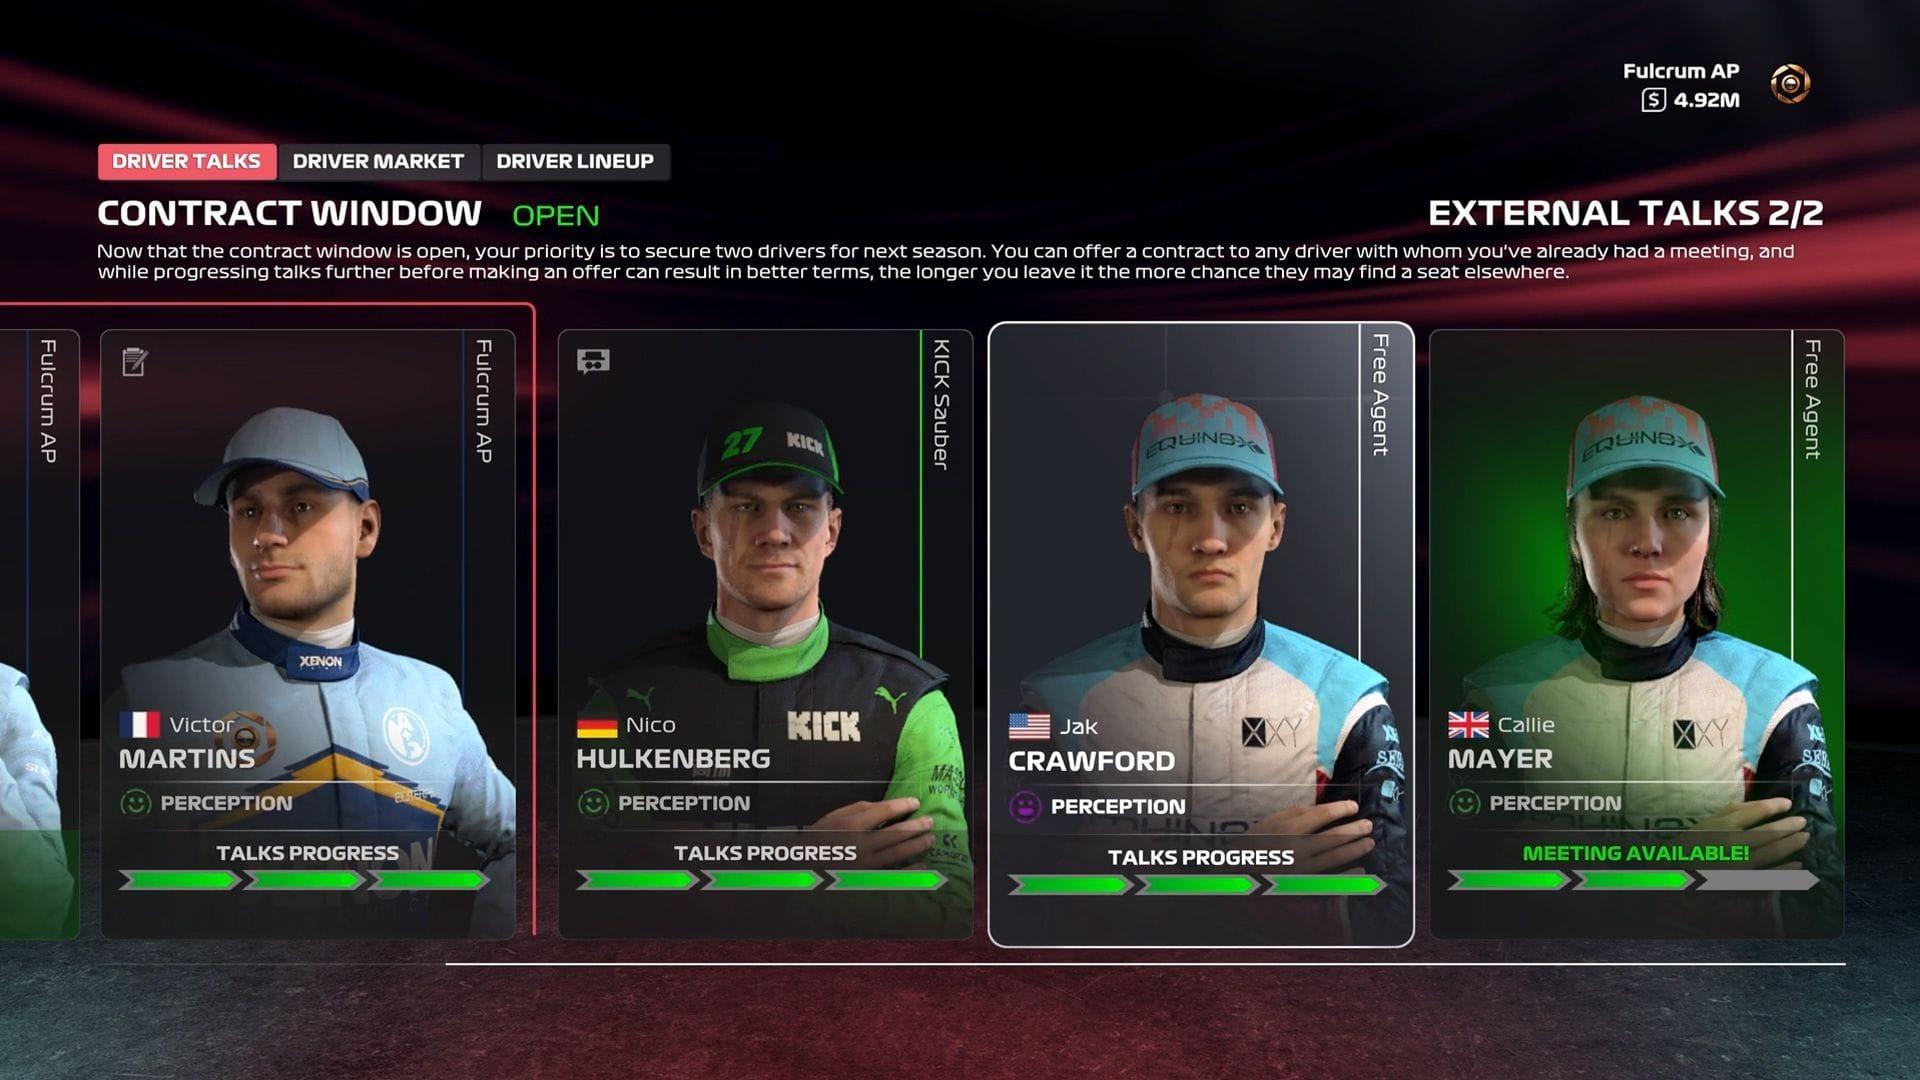 Fulcrum AP
$ 4.92M
DRIVER TALKS
DRIVER MARKET
DRIVER LINEUP
CONTRACT WINDOW OPEN
EXTERNAL TALKS 2/2
Now that the contract window is open, your priority is to secure two drivers for next season. You can offer a contract to any driver with whom you've already had a meeting, and
while progressing talks further before making an offer can result in better terms, the longer you leave it the more chance they may find a seat elsewhere.
Fulcrum AP
Fulcrum AP
XENON
Victor
MARTINS
PERCEPTION
TALKS PROGRESS
KICK Sauber
27 KICK
KICK
Nico
HULKENBERG
PERCEPTION
TALKS PROGRESS
Free Agent
EQUINOX
XXY
Jak
CRAWFORD
PERCEPTION
TALKS PROGRESS
Free Agent
EQUINOX
XXY
Callie
MAYER
PERCEPTION
MEETING AVAILABLE!